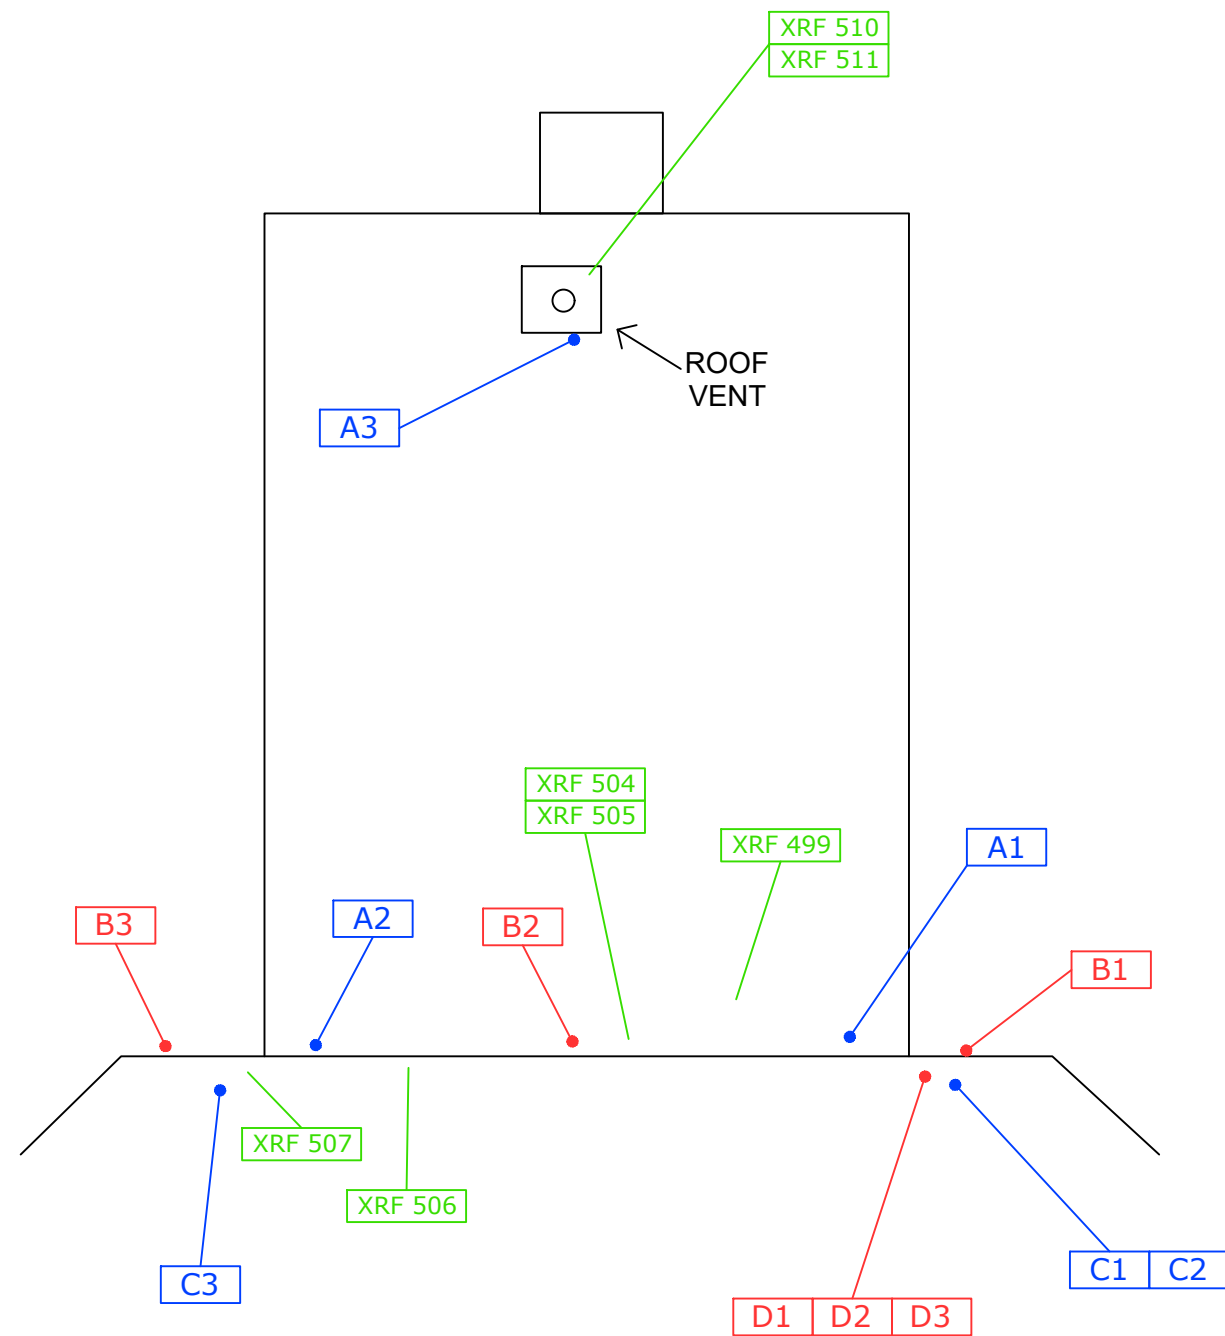 XRF 510
XRF 511
ROOF
VENT
A3
XRF 504
XRF 505
XRF 499
A1
B3
A2
B2
B1
XRF 507
XRF 506
C3
C1 C2
D1 D2 D3